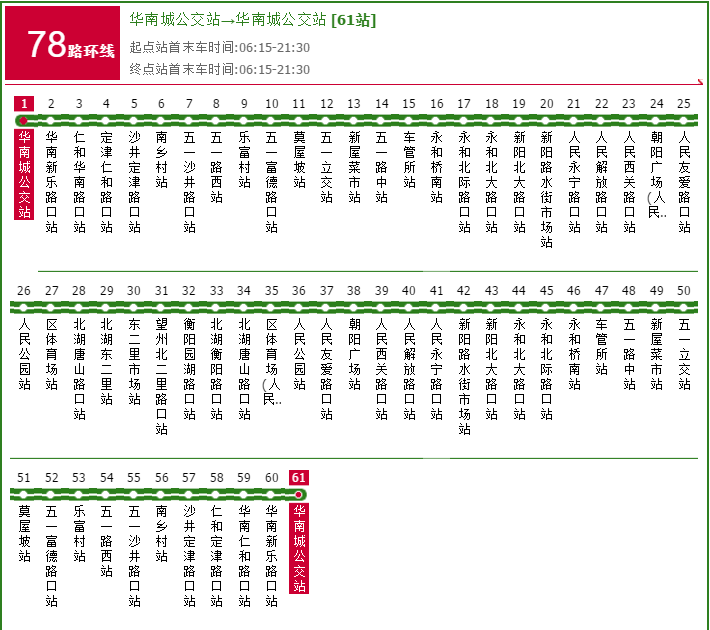 78路环线
华南城公交站→华南城公交站 [61站]
起点站首末车时间:06:15-21:30
终点站首末车时间:06:15-21:30
1 2 3 4 5 6 7 8 9 10 11 12 13 14 15 16 17 18 19 20 21 22 23 24 25
华南城公交站
华南新乐路口站
仁和华南路口站
定津仁和路口站
沙井定津路口站
南乡村站
五一沙井路口站
五一路西站
乐富村站
五一富德路口站
莫屋坡站
五一立交站
新屋菜市站
五一路中站
车管所站
永和桥南站
永和北际路口站
永和北大路口站
新阳北大路口站
新阳路水街市场站
人民永宁路口站
人民解放路口站
人民西关路口站
朝阳广场(人民..
人民友爱路口站
26 27 28 29 30 31 32 33 34 35 36 37 38 39 40 41 42 43 44 45 46 47 48 49 50
人民公园站
区体育场站
北湖唐山路口站
北湖东二里站
东二里市场站
望州北二里路口站
衡阳园湖路口站
北湖衡阳路口站
北湖唐山路口站
区体育场(人民..
人民公园站
人民友爱路口站
朝阳广场站
人民西关路口站
人民解放路口站
人民永宁路口站
新阳路水街市场站
新阳北大路口站
永和北大路口站
永和北际路口站
永和桥南站
车管所站
五一路中站
新屋菜市站
五一立交站
51 52 53 54 55 56 57 58 59 60 61
莫屋坡站
五一富德路口站
乐富村站
五一路西站
五一沙井路口站
南乡村站
沙井定津路口站
仁和定津路口站
华南仁和路口站
华南新乐路口站
华南城公交站